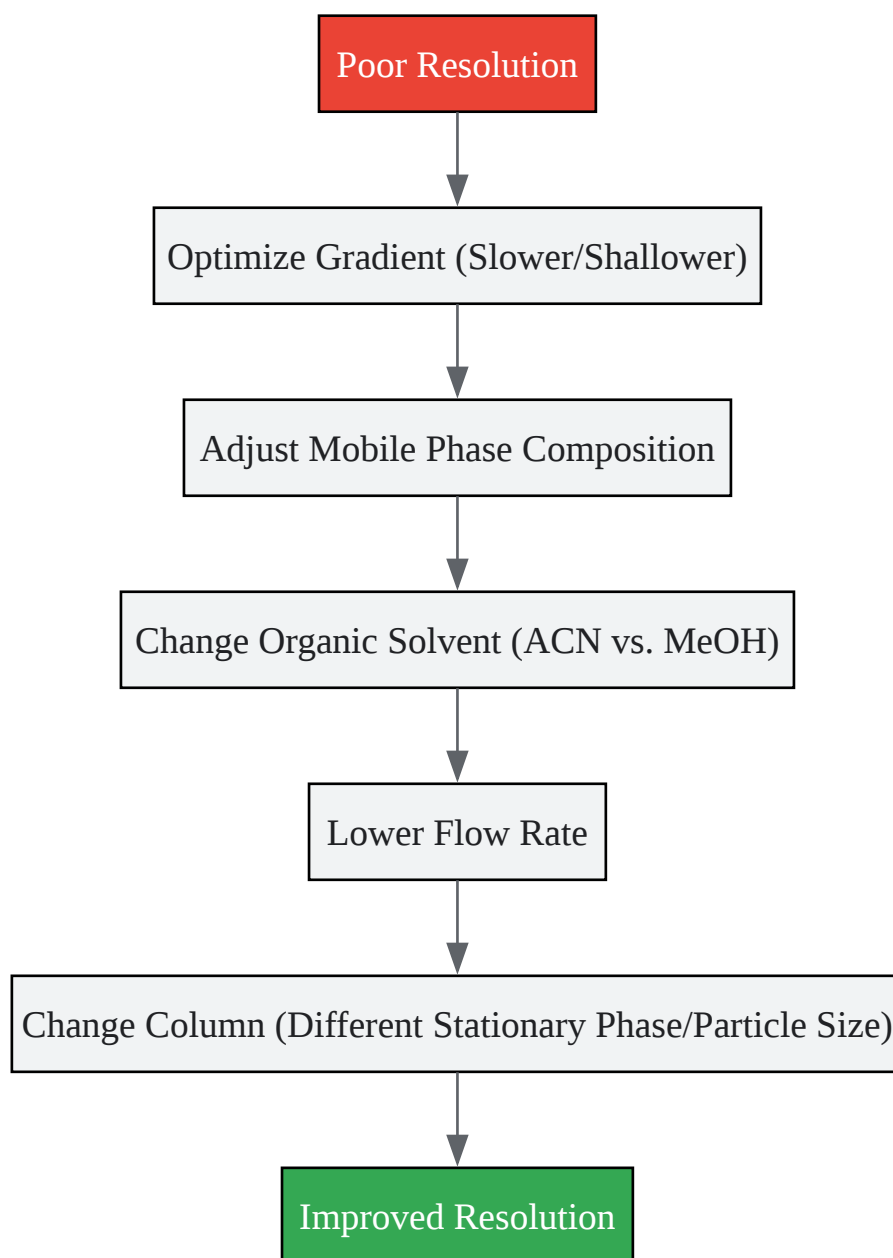 Poor Resolution
Optimize Gradient (Slower/Shallower)
Adjust Mobile Phase Composition
Change Organic Solvent (ACN vs. MeOH)
Lower Flow Rate
Change Column (Different Stationary Phase/Particle Size)
Improved Resolution